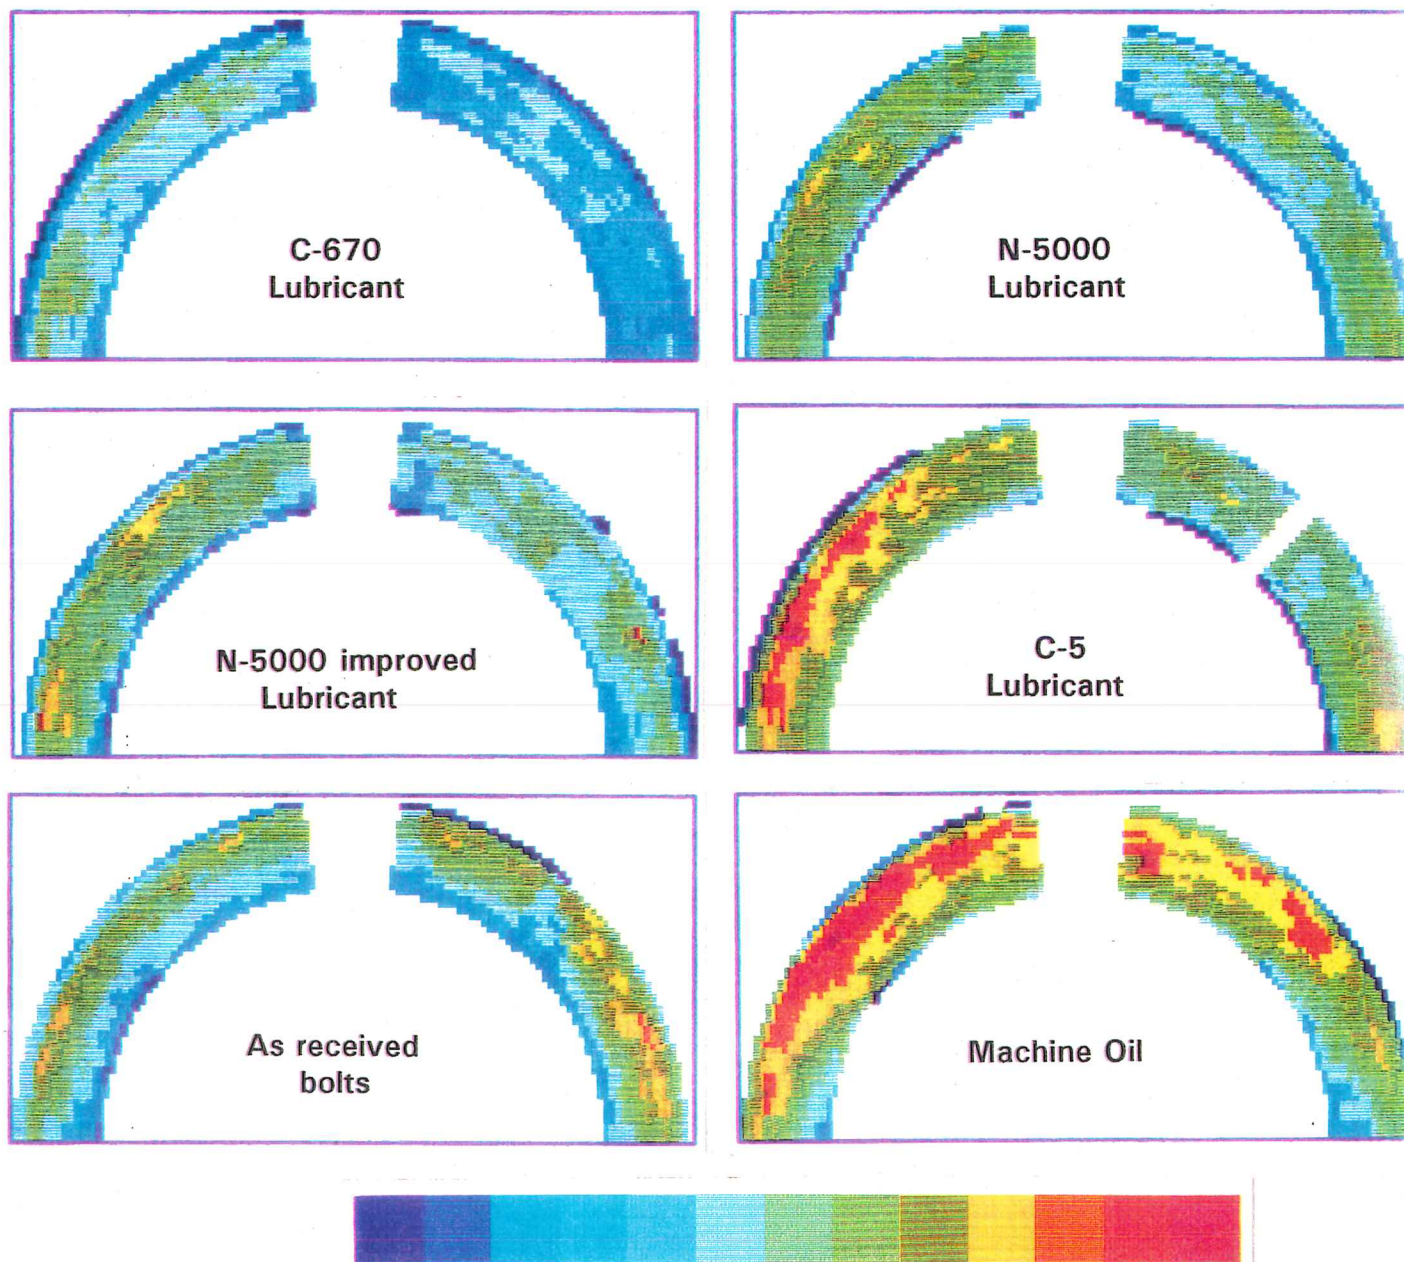 C-670
Lubricant
N-5000
Lubricant
N-5000 improved
Lubricant
C-5
Lubricant
As received
bolts
Machine Oil